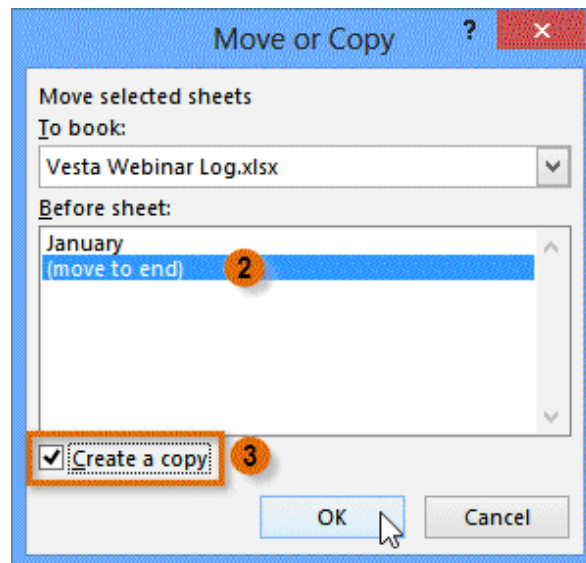 Move or Copy ?
Move selected sheets
To book:
Vesta Webinar Log.xlsx
Before sheet:
January
(move to end) 2
Create a copy 3
OK Cancel